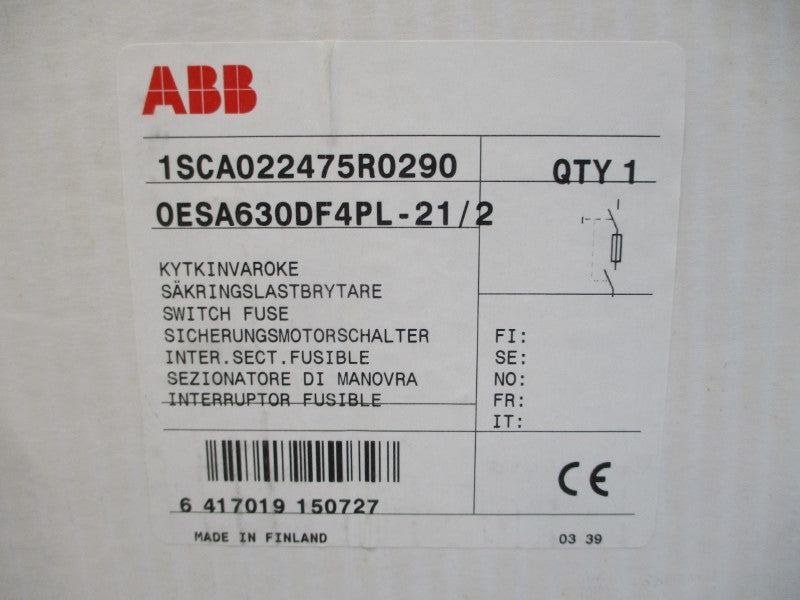 ABB
1SCA022475R0290
QTY 1
OESA630DF4PL-21/2
KYTKINVAROKE
SÄKRINGSLASTBRYTARE
SWITCH FUSE
SICHERUNGSMOTORSCHALTER
INTER.SECT.FUSIBLE
SEZIONATORE DI MANOVRA
INTERRUPTOR FUSIBLE
FI:
SE:
NO:
FR:
IT:
6 417019 150727
CE
MADE IN FINLAND
03 39